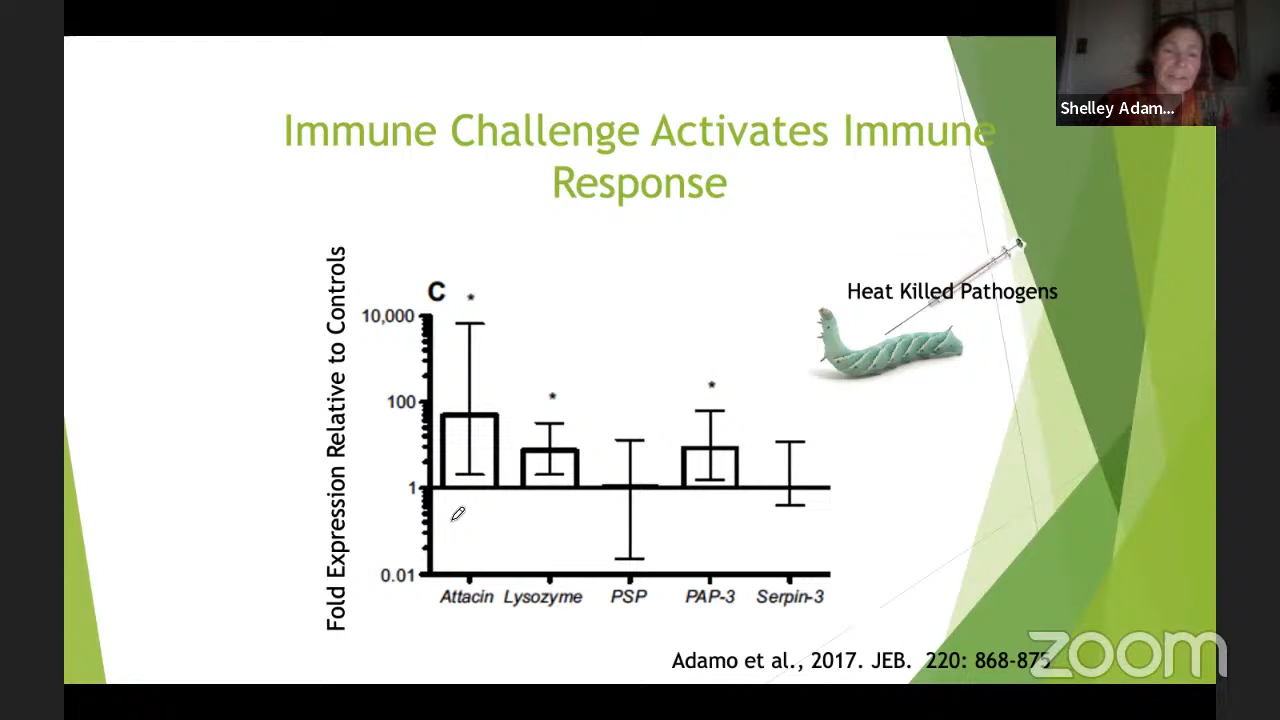 Shelley Adam...
Immune Challenge Activates Immune
Response
Fold Expression Relative to Controls
C
*
*
*
10,000
100
1
0.01
Attacin Lysozyme PSP PAP-3 Serpin-3
Heat Killed Pathogens
Adamo et al., 2017. JEB. 220: 868-875
zoom